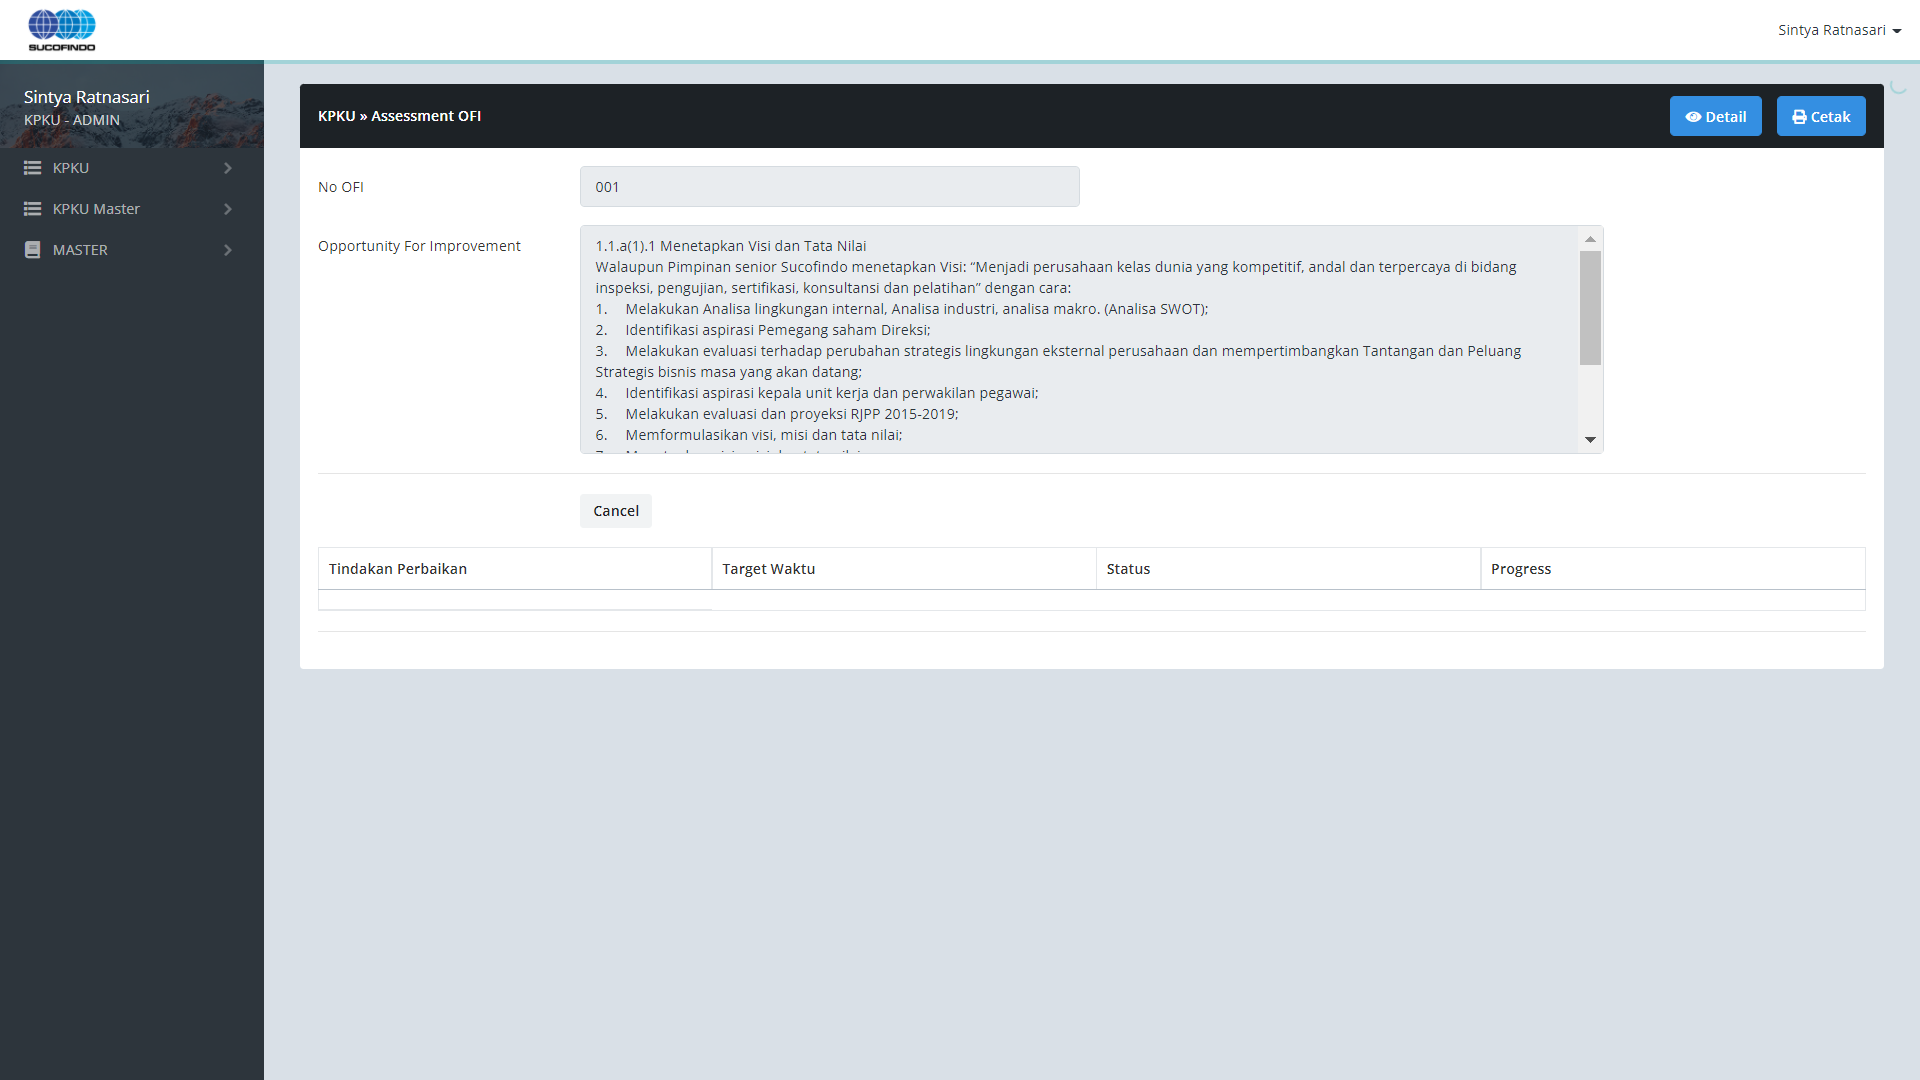 SUCOFINDO
Sintya Ratnasari
Sintya Ratnasari
KPKU - ADMIN
KPKU
KPKU Master
MASTER
KPKU » Assessment OFI
Detail
Cetak
No OFI
001
Opportunity For Improvement
1.1.a(1).1 Menetapkan Visi dan Tata Nilai
Walaupun Pimpinan senior Sucofindo menetapkan Visi: “Menjadi perusahaan kelas dunia yang kompetitif, andal dan terpercaya di bidang
inspeksi, pengujian, sertifikasi, konsultansi dan pelatihan” dengan cara:
1. Melakukan Analisa lingkungan internal, Analisa industri, analisa makro. (Analisa SWOT);
2. Identifikasi aspirasi Pemegang saham Direksi;
3. Melakukan evaluasi terhadap perubahan strategis lingkungan eksternal perusahaan dan mempertimbangkan Tantangan dan Peluang
Strategis bisnis masa yang akan datang;
4. Identifikasi aspirasi kepala unit kerja dan perwakilan pegawai;
5. Melakukan evaluasi dan proyeksi RJPP 2015-2019;
6. Memformulasikan visi, misi dan tata nilai;
Cancel
Tindakan Perbaikan
Target Waktu
Status
Progress